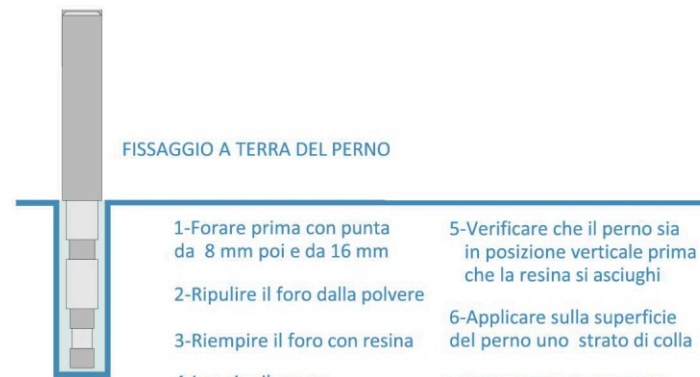 FISSAGGIO A TERRA DEL PERNO
1-Forare prima con punta
da 8 mm poi e da 16 mm
2-Ripulire il foro dalla polvere
3-Riempire il foro con resina
5-Verificare che il perno sia
in posizione verticale prima
che la resina si asciughi
6-Applicare sulla superficie
del perno uno strato di colla